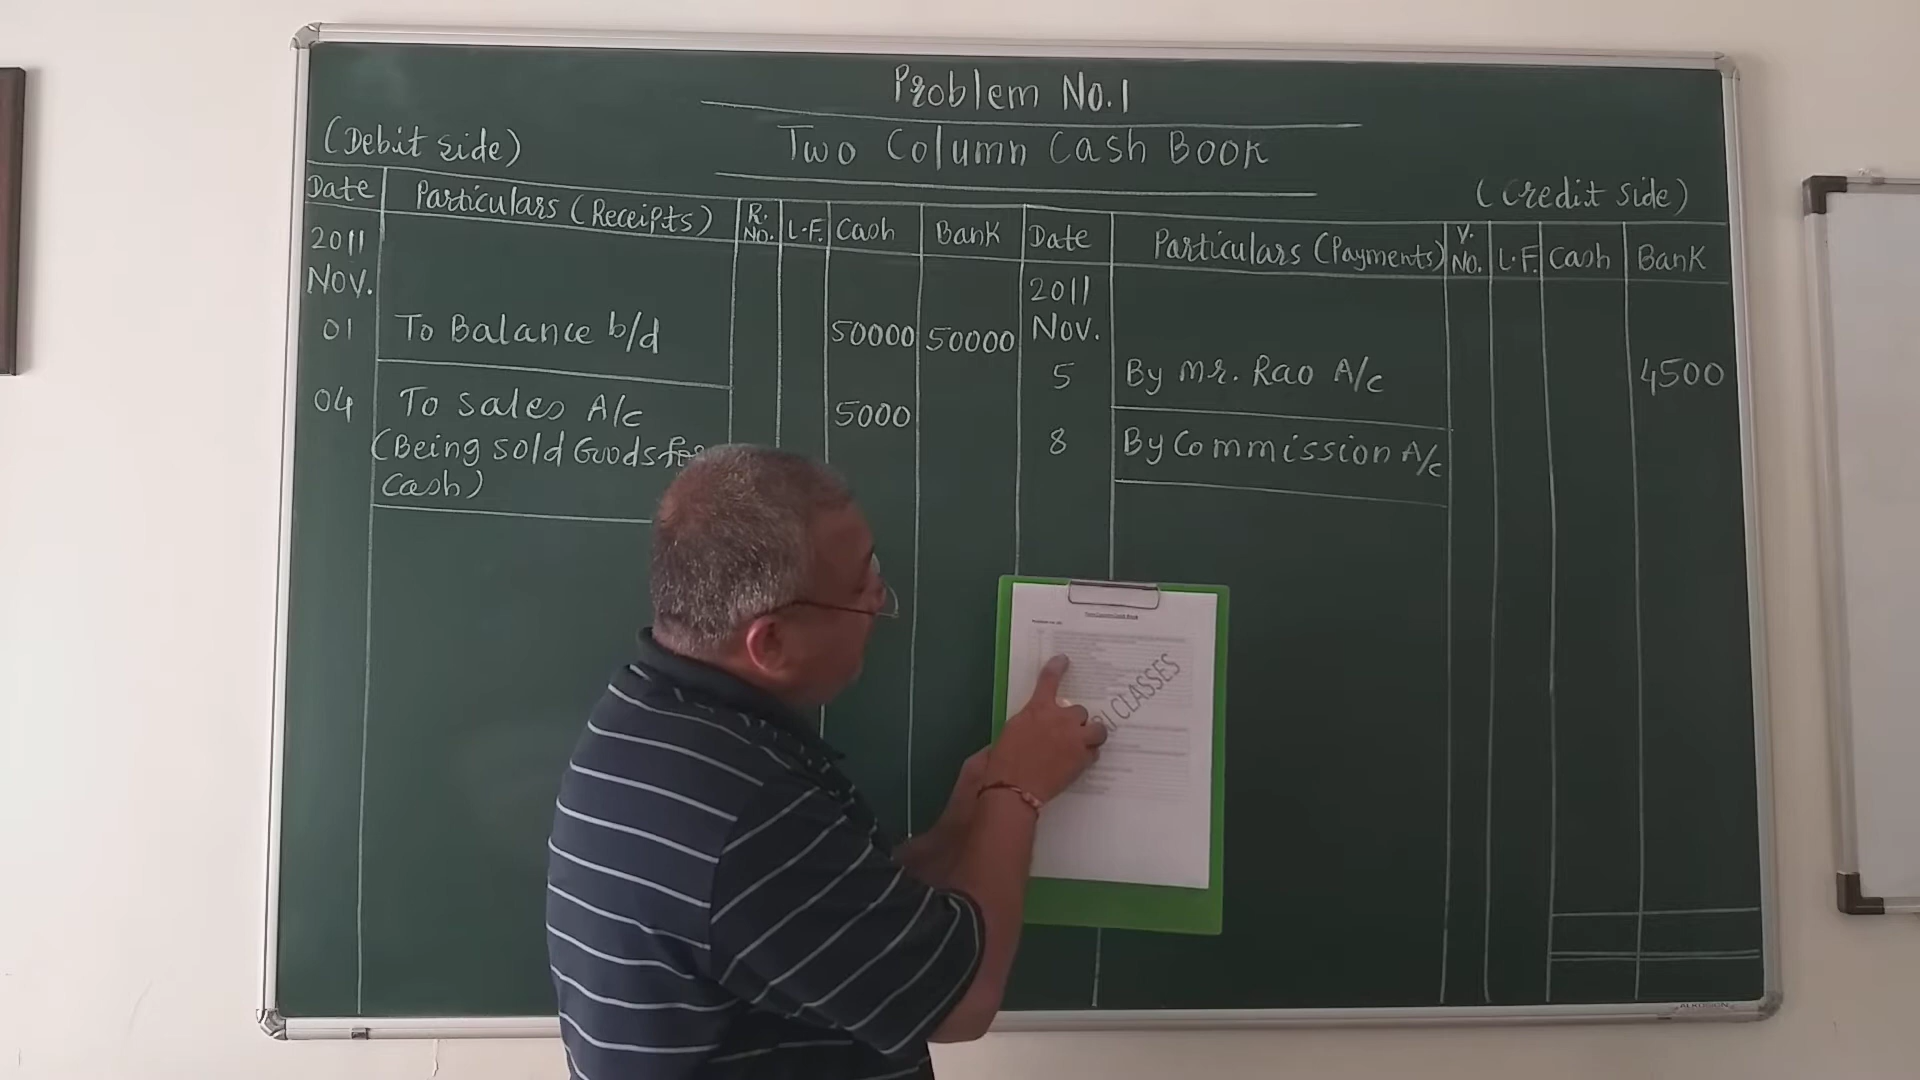 Problem No.1
Two Column Cash Book
(Debit side)
(Credit side)
Date Particulars (Receipts) R. No. L.F. Cash Bank Date Particulars (Payments) V. No. L.F. Cash Bank
2011
Nov.
01 To Balance b/d 50000 50000
04 To Sales A/c 5000
(Being sold Goods for
Cash)
2011
Nov.
5 By Mr. Rao A/c 4500
8 By Commission A/c
CLASSES